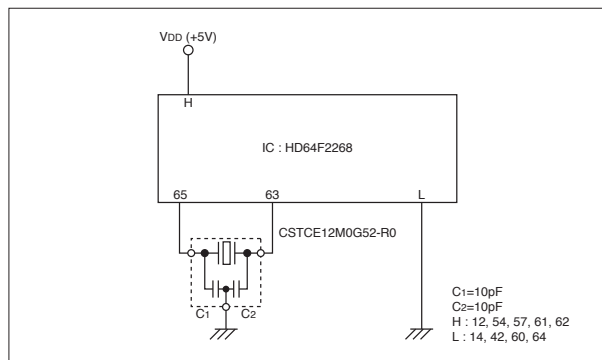 VDD (+5V)
H
IC : HD64F2268
65
63
L
CSTCE12M0G52-R0
C1
C2
C1=10pF
C2=10pF
H : 12, 54, 57, 61, 62
L : 14, 42, 60, 64